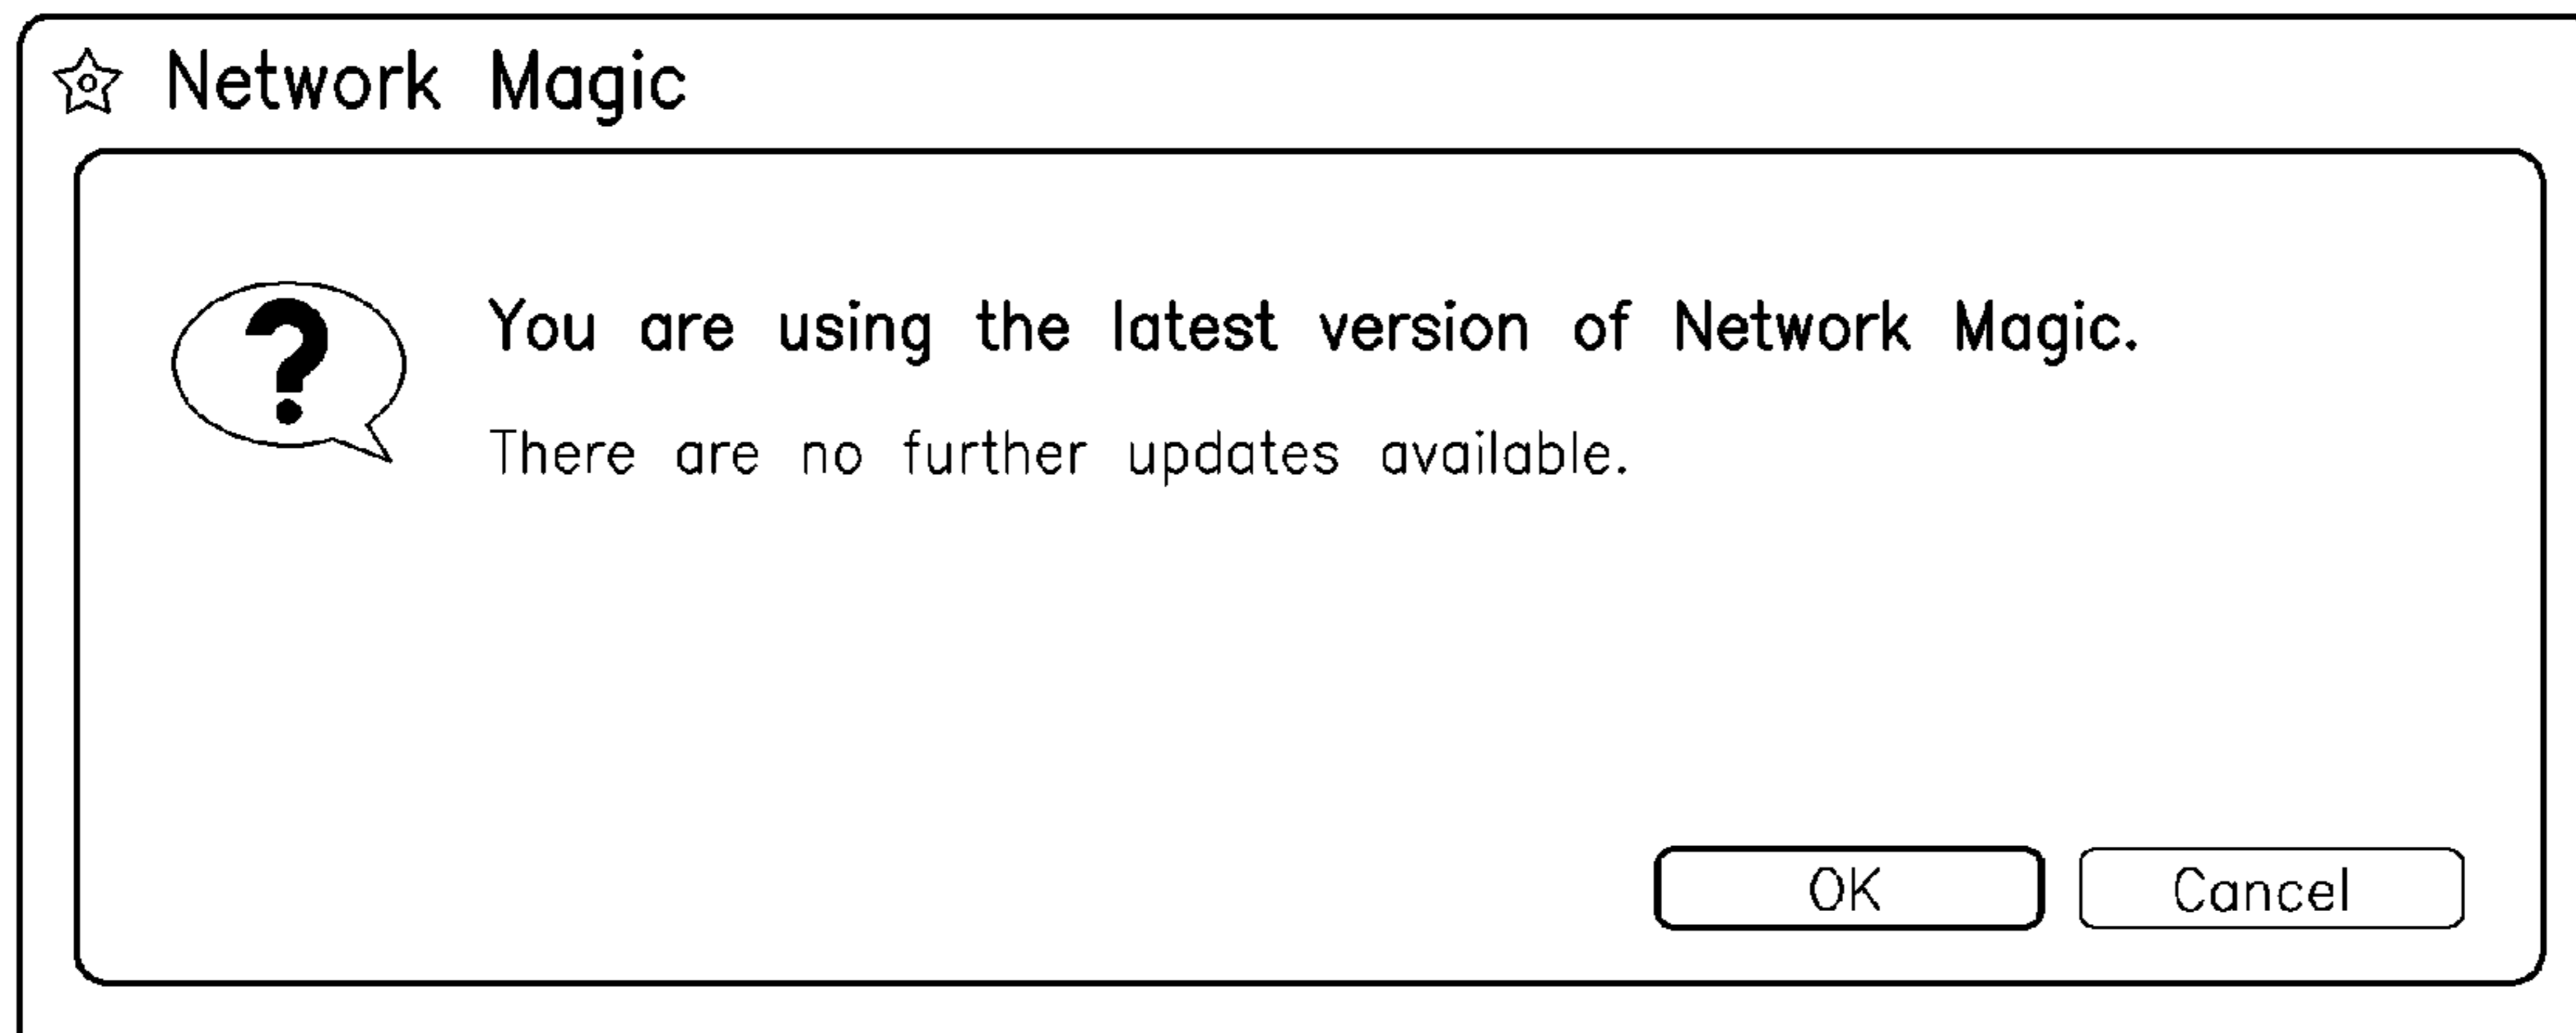 Network Magic
You are using the latest version of Network Magic.
There are no further updates available.
OK
Cancel